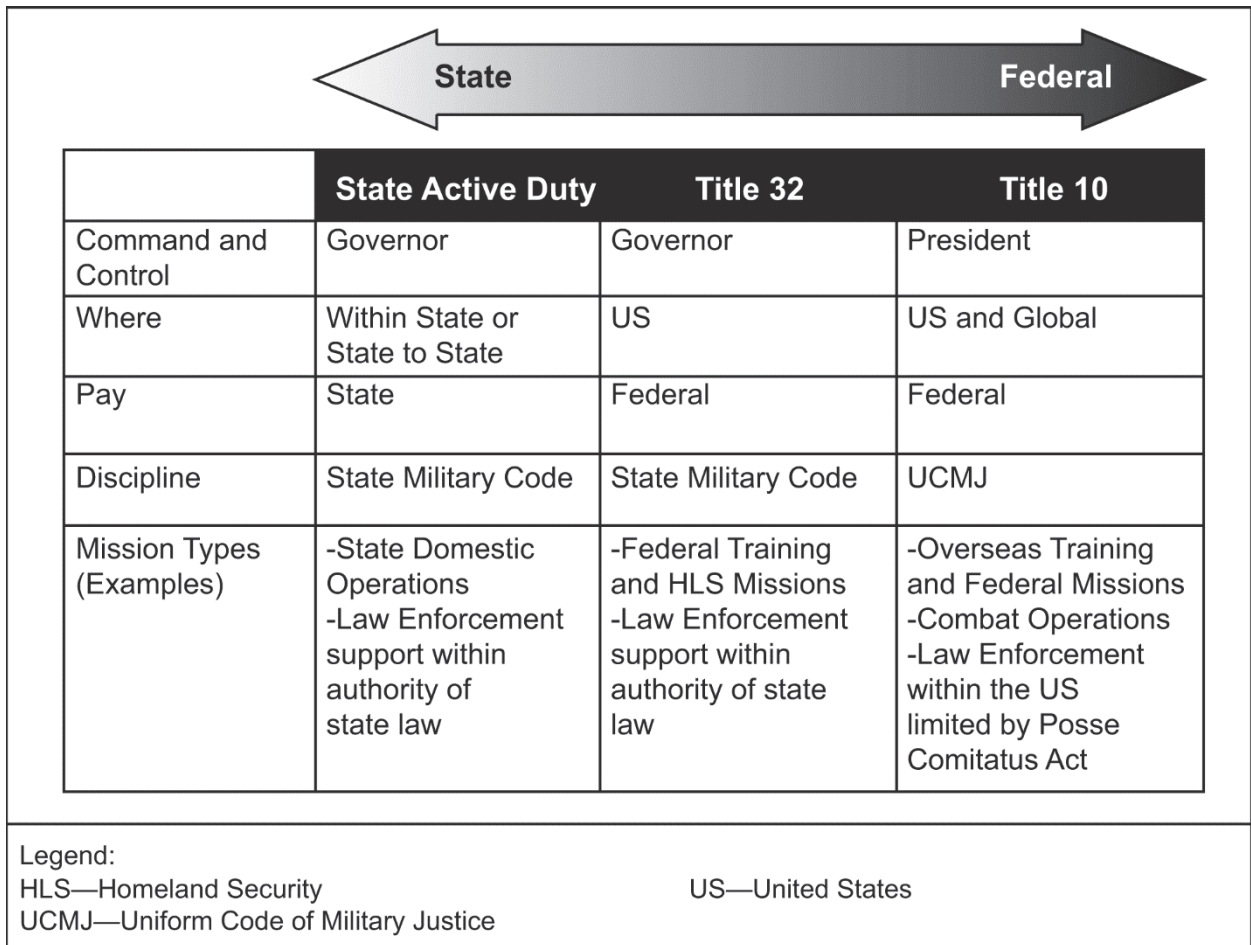 State Federal
State Active Duty Title 32 Title 10
Command and Control Governor Governor President
Where Within State or State to State US US and Global
Pay State Federal Federal
Discipline State Military Code State Military Code UCMJ
Mission Types
(Examples)
-State Domestic
Operations
-Law Enforcement
support within
authority of
state law
-Federal Training
and HLS Missions
-Law Enforcement
support within
authority of state
law
-Overseas Training
and Federal Missions
-Combat Operations
-Law Enforcement
within the US
limited by Posse
Comitatus Act
Legend:
HLS—Homeland Security US—United States
UCMJ—Uniform Code of Military Justice